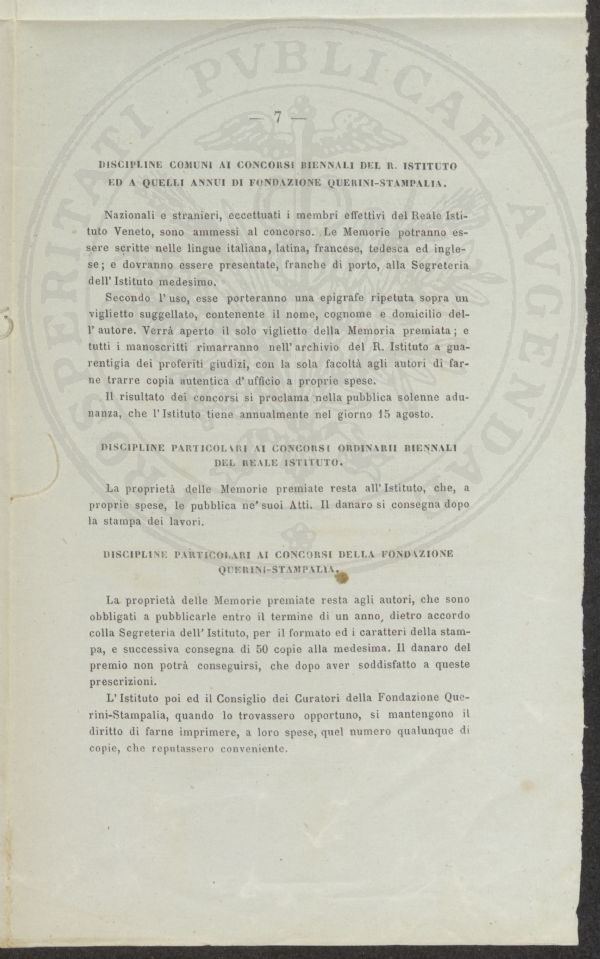 PROSPERITATI PVBLICAE AVGENDAE
— 7 —
DISCIPLINE COMUNI AI CONCORSI BIENNALI DEL R. ISTITUTO
ED A QUELLI ANNUI DI FONDAZIONE QUERINI-STAMPALIA.
Nazionali e stranieri, eccettuati i membri effettivi del Reale Isti-
tuto Veneto, sono ammessi al concorso. Le Memorie potranno es-
sere scritte nelle lingue italiana, latina, francese, tedesca ed ingle-
se; e dovranno essere presentate, franche di porto, alla Segreteria
dell' Istituto medesimo.
Secondo l' uso, esse porteranno una epigrafe ripetuta sopra un
viglietto suggellato, contenente il nome, cognome e domicilio del-
l' autore. Verrà aperto il solo viglietto della Memoria premiata; e
tutti i manoscritti rimarranno nell' archivio del R. Istituto a gua-
rentigia dei proferiti giudizi, con la sola facoltà agli autori di far-
ne trarre copia autentica d' ufficio a proprie spese.
Il risultato dei concorsi si proclama nella pubblica solenne adu-
nanza, che l' Istituto tiene annualmente nel giorno 15 agosto.
DISCIPLINE PARTICOLARI AI CONCORSI ORDINARII BIENNALI
DEL REALE ISTITUTO.
La proprietà delle Memorie premiate resta all' Istituto, che, a
proprie spese, le pubblica ne' suoi Atti. Il danaro si consegna dopo
la stampa dei lavori.
DISCIPLINE PARTICOLARI AI CONCORSI DELLA FONDAZIONE
QUERINI-STAMPALIA.
La proprietà delle Memorie premiate resta agli autori, che sono
obbligati a pubblicarle entro il termine di un anno, dietro accordo
colla Segreteria dell' Istituto, per il formato ed i caratteri della stam-
pa, e successiva consegna di 50 copie alla medesima. Il danaro del
premio non potrà conseguirsi, che dopo aver soddisfatto a queste
prescrizioni.
L' Istituto poi ed il Consiglio dei Curatori della Fondazione Que-
rini-Stampalia, quando lo trovassero opportuno, si mantengono il
diritto di farne imprimere, a loro spese, quel numero qualunque di
copie, che reputassero conveniente.